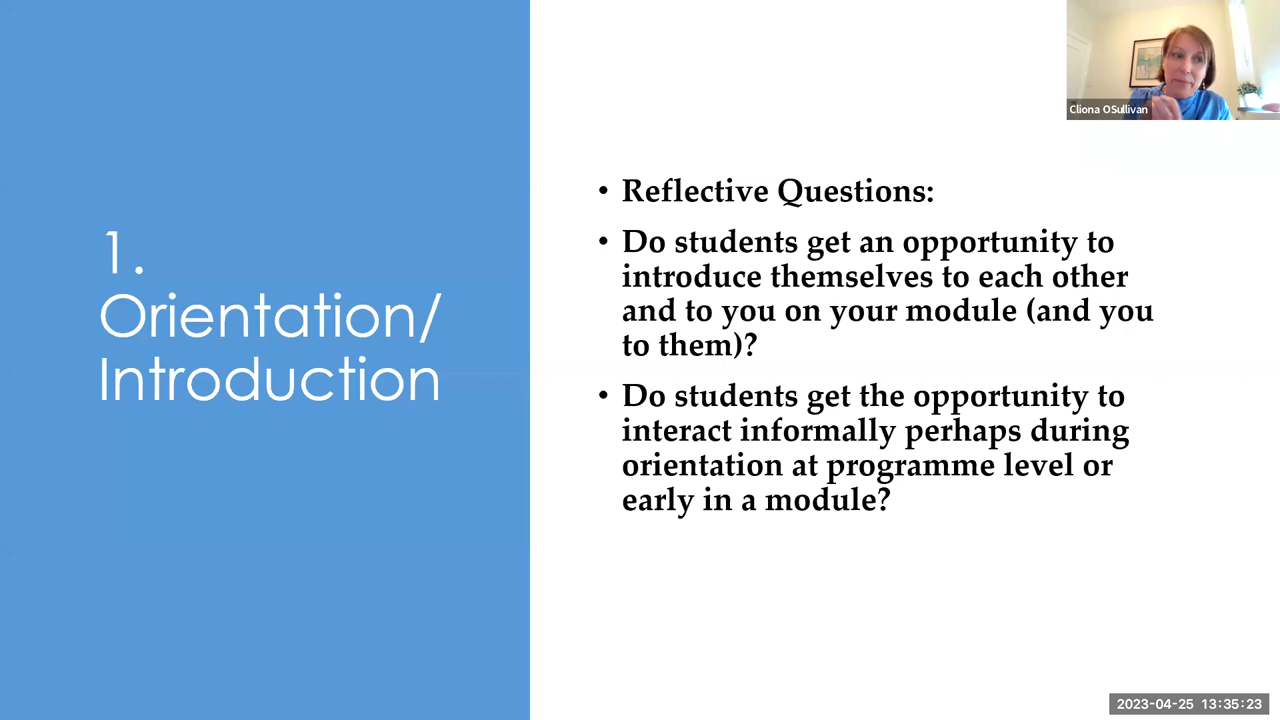 1.
Orientation/
Introduction
• Reflective Questions:
• Do students get an opportunity to
introduce themselves to each other
and to you on your module (and you
to them)?
• Do students get the opportunity to
interact informally perhaps during
orientation at programme level or
early in a module?
Cliona OSullivan
2023-04-25 13:35:23